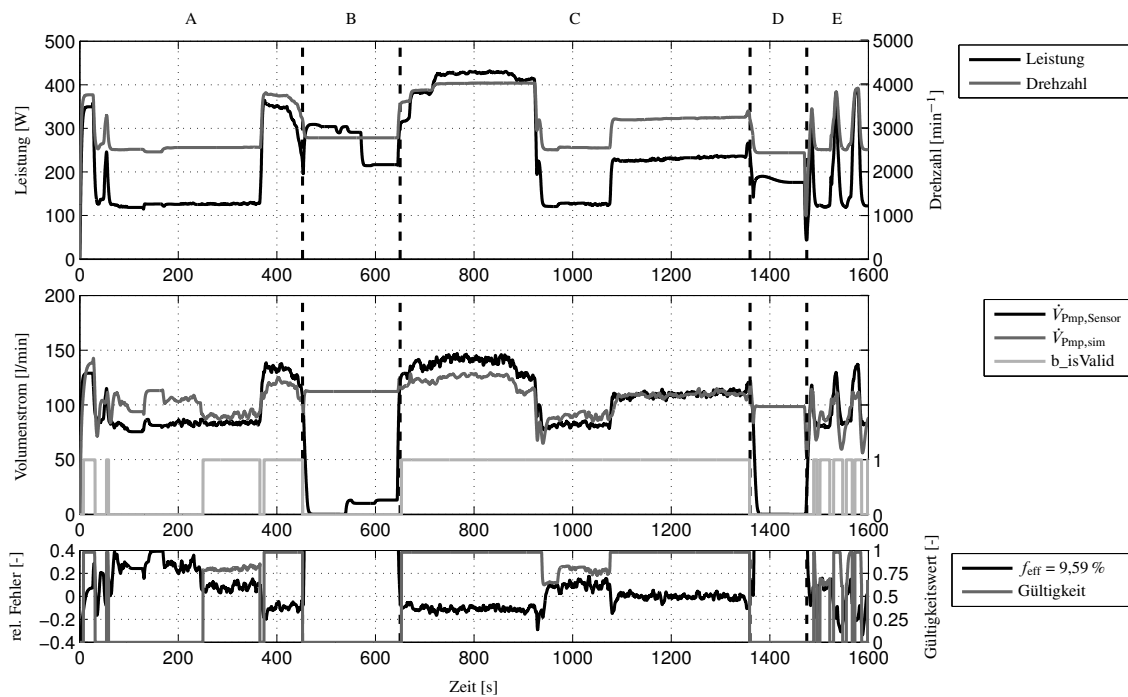 A B C D E
500
400
300
200
100
0
Leistung [W]
5000
4000
3000
2000
1000
0
Drehzahl [min⁻¹]
0 200 400 600 800 1000 1200 1400 1600
Leistung
Drehzahl
200
150
100
50
0
Volumenstrom [l/min]
1
0
0 200 400 600 800 1000 1200 1400 1600
V̇Pmp,Sensor
V̇Pmp,sim
b_isValid
0.4
0.2
0
−0.2
−0.4
rel. Fehler [-]
1
0.75
0.5
0.25
0
Gültigkeitswert [-]
0 200 400 600 800 1000 1200 1400 1600
Zeit [s]
feff = 9,59 %
Gültigkeit